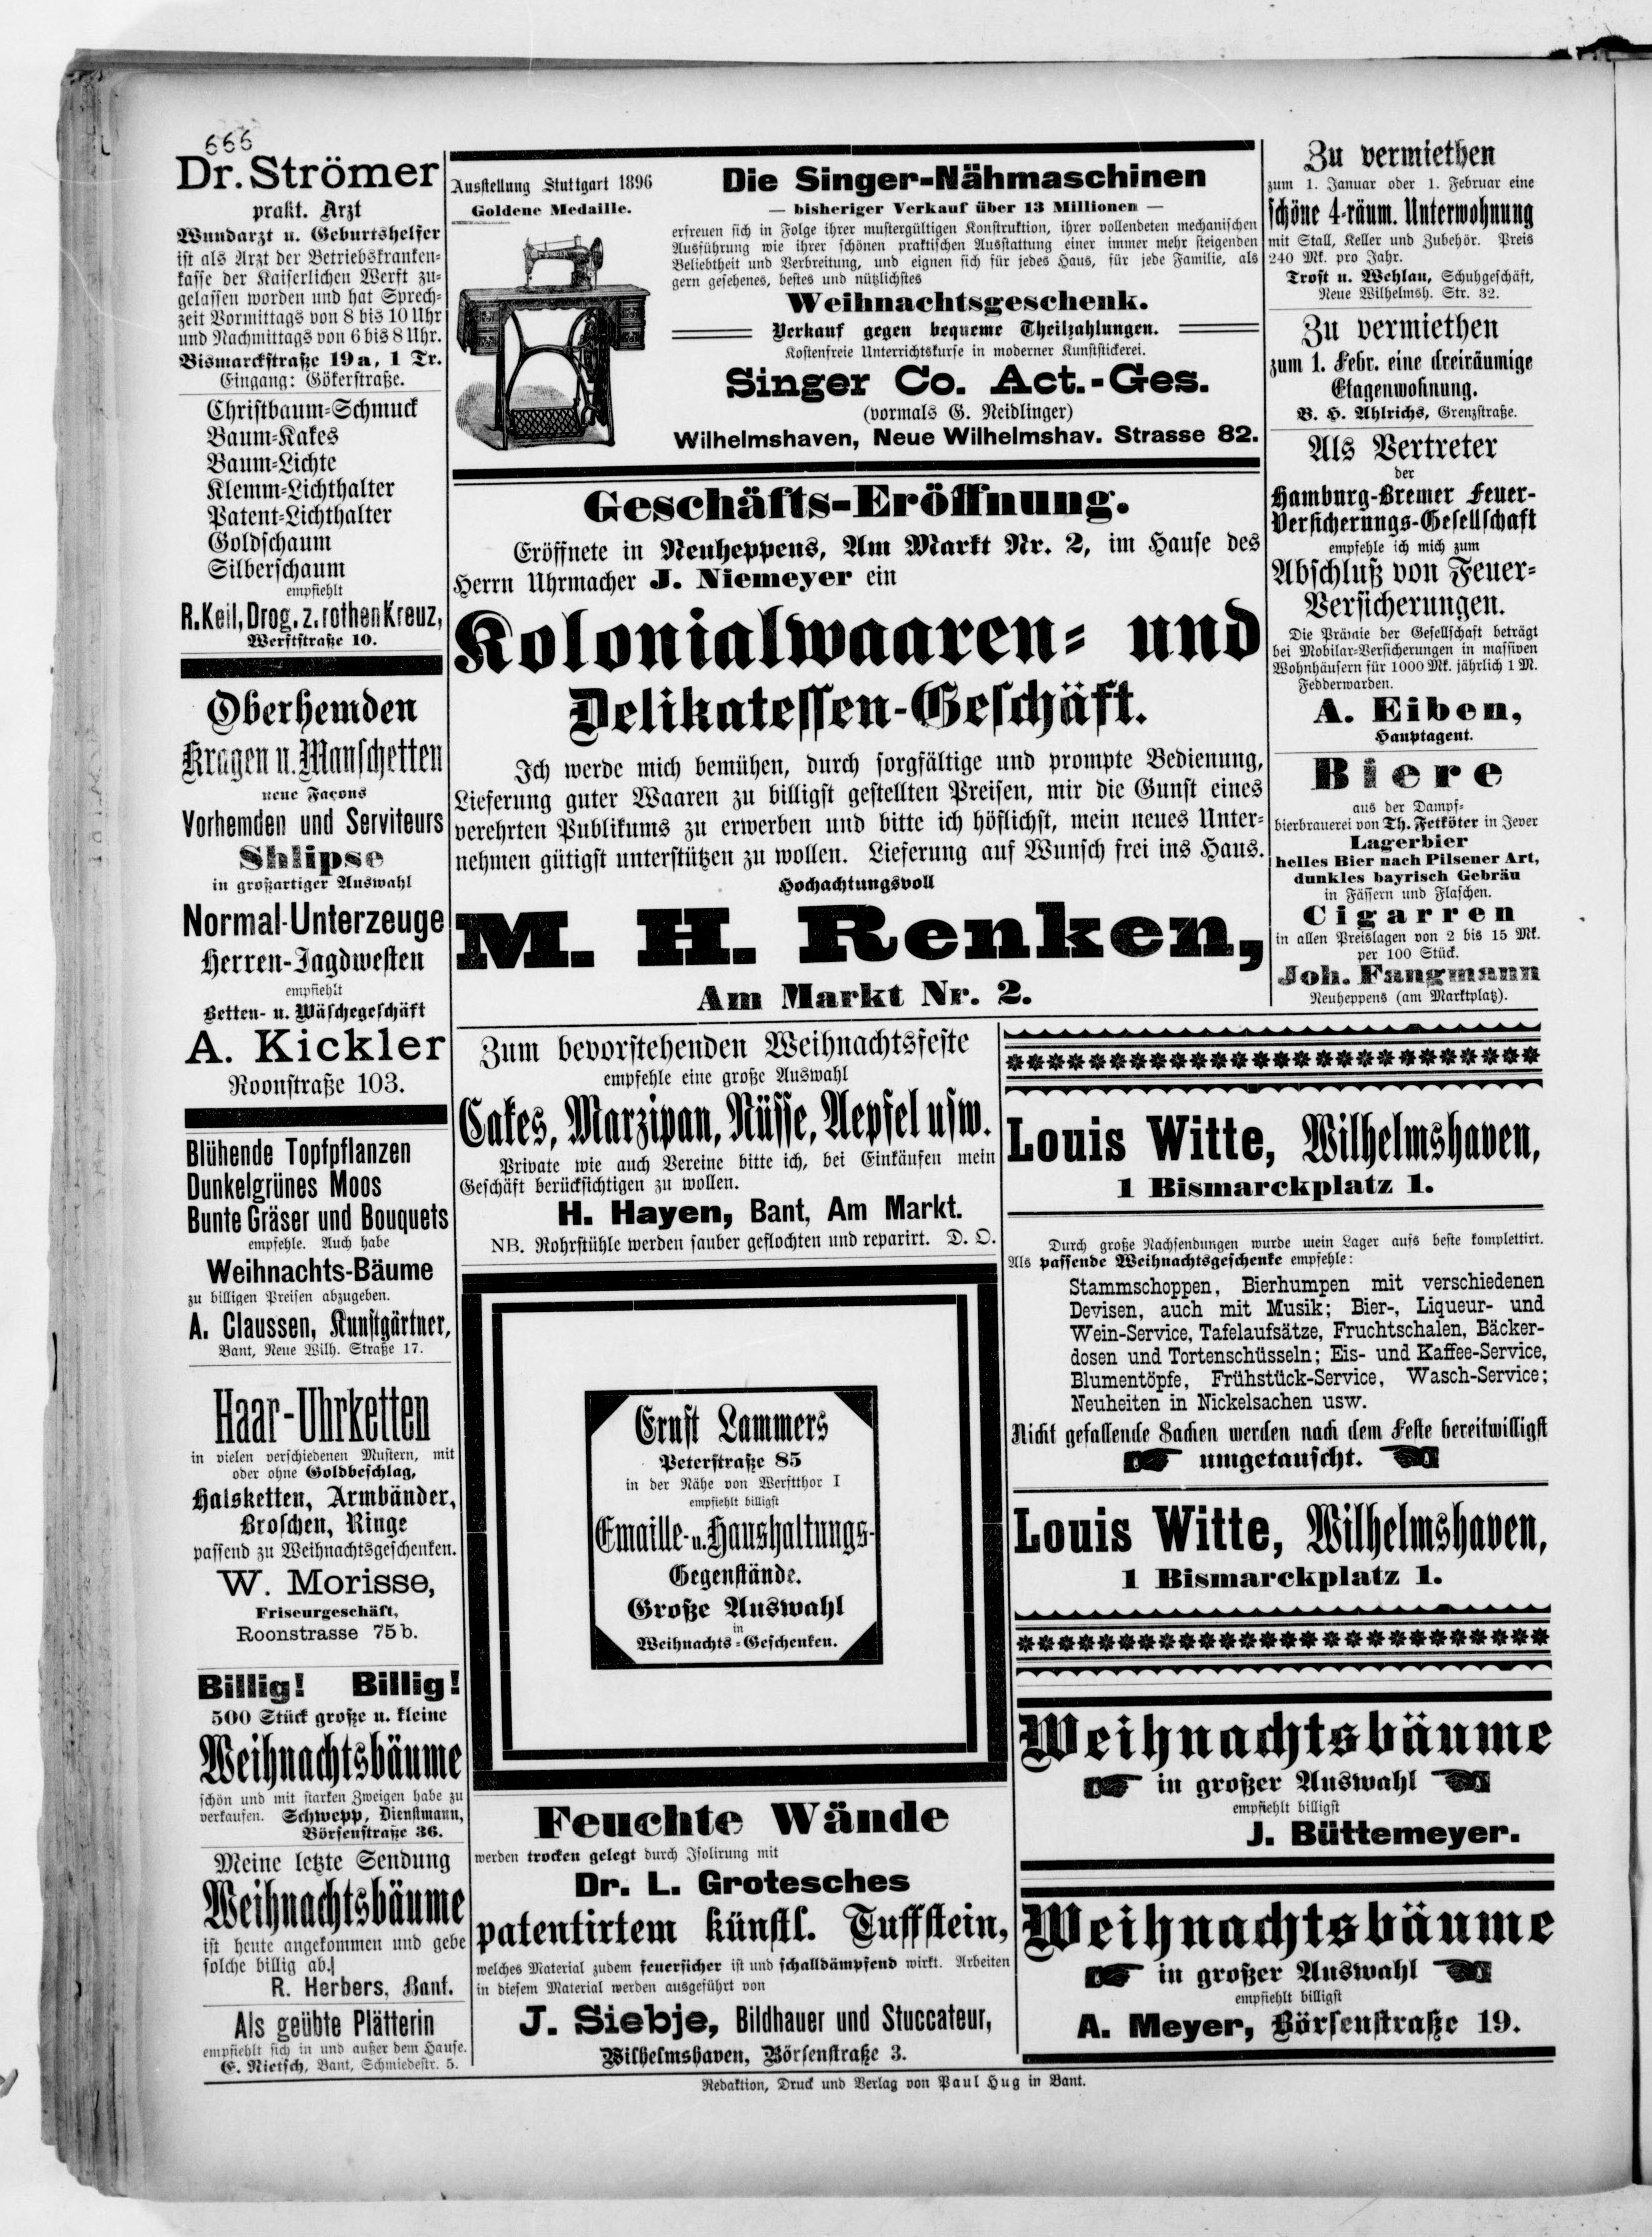 666
Dr. Strömer
prakt. Arzt
Wundarzt u. Geburtshelfer
ist als Arzt der Betriebskranken-
kasse der Kaiserlichen Werft zu-
gelassen worden und hat Sprech-
zeit Vormittags von 8 bis 10 Uhr
und Nachmittags von 6 bis 8 Uhr.
Bismarckstraße 19a, 1 Tr.
Eingang: Gökerstraße.
Christbaum-Schmuck
Baum-Kakes
Baum-Lichte
Klemm-Lichthalter
Patent-Lichthalter
Goldschaum
Silberschaum
empfiehlt
R. Keil, Drog. z. rothen Kreuz,
Werftstraße 10.
Oberhemden
Kragen u. Manschetten
neue Façons
Vorhemden und Serviteurs
Shlipse
in großartiger Auswahl
Normal-Unterzeuge
Herren-Jagdwesten
empfiehlt
Betten- u. Wäschegeschäft
A. Kickler
Roonstraße 103.
Blühende Topfpflanzen
Dunkelgrünes Moos
Bunte Gräser und Bouquets
empfehle. Auch habe
Weihnachts-Bäume
zu billigen Preisen abzugeben.
A. Claussen, Kunstgärtner,
Bant, Neue Wilh. Straße 17.
Haar-Uhrketten
in vielen verschiedenen Mustern, mit
oder ohne Goldbeschlag,
Halsketten, Armbänder,
Broschen, Ringe
passend zu Weihnachtsgeschenken.
W. Morisse,
Friseurgeschäft,
Roonstrasse 75b.
Billig! Billig!
500 Stück große u. kleine
Weihnachtsbäume
schön und mit starken Zweigen habe zu
verkaufen. Schwepp, Dienstmann,
Börsenstraße 36.
Meine letzte Sendung
Weihnachtsbäume
ist heute angekommen und gebe
solche billig ab.
R. Herbers, Bant.
Als geübte Plätterin
empfiehlt sich in und außer dem Hause.
E. Nietsch, Bant, Schmiedestr. 5.
Ausstellung Stuttgart 1896
Goldene Medaille.
Die Singer-Nähmaschinen
— bisheriger Verkauf über 13 Millionen —
erfreuen sich in Folge ihrer mustergültigen Konstruktion, ihrer vollendeten mechanischen
Ausführung wie ihrer schönen praktischen Ausstattung einer immer mehr steigenden
Beliebtheit und Verbreitung, und eignen sich für jedes Haus, für jede Familie, als
gern gesehenes, bestes und nützlichstes
Weihnachtsgeschenk.
Verkauf gegen bequeme Theilzahlungen.
Kostenfreie Unterrichtskurse in moderner Kunststickerei.
Singer Co. Act.-Ges.
(vormals G. Neidlinger)
Wilhelmshaven, Neue Wilhelmshav. Strasse 82.
Geschäfts-Eröffnung.
Eröffnete in Neuheppens, Am Markt Nr. 2, im Hause des
Herrn Uhrmacher J. Niemeyer ein
Kolonialwaaren- und
Delikatessen-Geschäft.
Ich werde mich bemühen, durch sorgfältige und prompte Bedienung,
Lieferung guter Waaren zu billigst gestellten Preisen, mir die Gunst eines
verehrten Publikums zu erwerben und bitte ich höflichst, mein neues Unter-
nehmen gütigst unterstützen zu wollen. Lieferung auf Wunsch frei ins Haus.
Hochachtungsvoll
M. H. Renken,
Am Markt Nr. 2.
Zu vermiethen
zum 1. Januar oder 1. Februar eine
schöne 4-räum. Unterwohnung
mit Stall, Keller und Zubehör. Preis
240 Mk. pro Jahr.
Trost u. Wehlau, Schuhgeschäft,
Neue Wilhelmsh. Str. 32.
Zu vermiethen
zum 1. Febr. eine dreiräumige
Etagenwohnung.
B. H. Ahlrichs, Grenzstraße.
Als Vertreter
der
Hamburg-Bremer Feuer-
Versicherungs-Gesellschaft
empfehle ich mich zum
Abschluß von Feuer-
Versicherungen.
Die Prämie der Gesellschaft beträgt
bei Mobilar-Versicherungen in massiven
Wohnhäusern für 1000 Mk. jährlich 1 M.
Fedderwarden.
A. Eiben,
Hauptagent.
Biere
aus der Dampf-
bierbrauerei von Th. Fetköter in Jever
Lagerbier
helles Bier nach Pilsener Art,
dunkles bayrisch Gebräu
in Fässern und Flaschen.
Cigarren
in allen Preislagen von 2 bis 15 Mk.
per 100 Stück.
Joh. Fangmann
Neuheppens (am Marktplatz).
Zum bevorstehenden Weihnachtsfeste
empfehle eine große Auswahl
Cakes, Marzipan, Nüsse, Aepfel usw.
Private wie auch Vereine bitte ich, bei Einkäufen mein
Geschäft berücksichtigen zu wollen.
H. Hayen, Bant, Am Markt.
NB. Rohrstühle werden sauber geflochten und reparirt. D. O.
Ernst Lammers
Peterstraße 85
in der Nähe von Werftthor I
empfiehlt billigst
Emaille- u. Haushaltungs-
Gegenstände.
Große Auswahl
in
Weihnachts-Geschenken.
Feuchte Wände
werden trocken gelegt durch Isolirung mit
Dr. L. Grotesches
patentirtem künstl. Tuffstein,
welches Material zudem feuersicher ist und schalldämpfend wirkt. Arbeiten
in diesem Material werden ausgeführt von
J. Siebje, Bildhauer und Stuccateur,
Wilhelmshaven, Börsenstraße 3.
Louis Witte, Wilhelmshaven,
1 Bismarckplatz 1.
Durch große Nachsendungen wurde mein Lager aufs beste komplettirt.
Als passende Weihnachtsgeschenke empfehle:
Stammschoppen, Bierhumpen mit verschiedenen
Devisen, auch mit Musik; Bier-, Liqueur- und
Wein-Service, Tafelaufsätze, Fruchtschalen, Bäcker-
dosen und Tortenschüsseln; Eis- und Kaffee-Service,
Blumentöpfe, Frühstück-Service, Wasch-Service;
Neuheiten in Nickelsachen usw.
Nicht gefallende Sachen werden nach dem Feste bereitwilligst
umgetauscht.
Louis Witte, Wilhelmshaven,
1 Bismarckplatz 1.
Weihnachtsbäume
in großer Auswahl
empfiehlt billigst
J. Büttemeyer.
Weihnachtsbäume
in großer Auswahl
empfiehlt billigst
A. Meyer, Börsenstraße 19.
Redaktion, Druck und Verlag von Paul Hug in Bant.